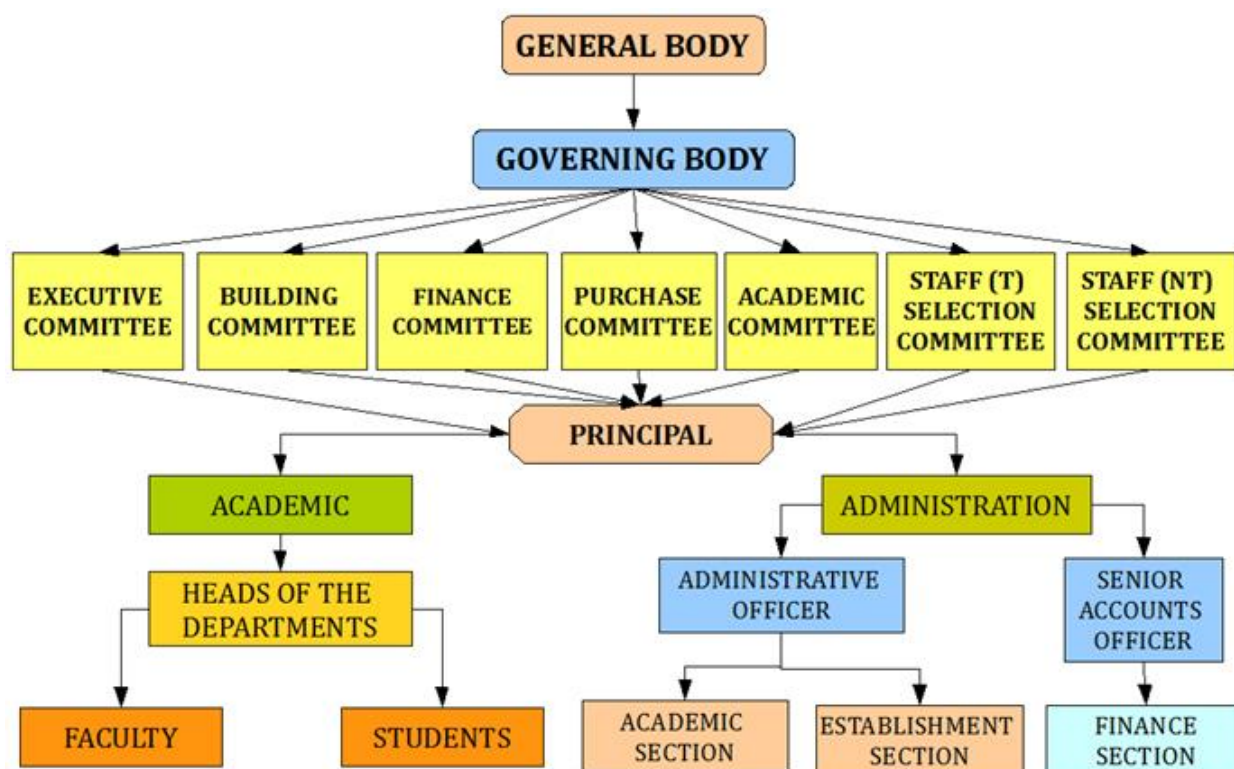 GENERAL BODY
GOVERNING BODY
EXECUTIVE
COMMITTEE
BUILDING
COMMITTEE
FINANCE
COMMITTEE
PURCHASE
COMMITTEE
ACADEMIC
COMMITTEE
STAFF (T)
SELECTION
COMMITTEE
STAFF (NT)
SELECTION
COMMITTEE
PRINCIPAL
ACADEMIC
ADMINISTRATION
HEADS OF THE
DEPARTMENTS
ADMINISTRATIVE
OFFICER
SENIOR
ACCOUNTS
OFFICER
FACULTY
STUDENTS
ACADEMIC
SECTION
ESTABLISHMENT
SECTION
FINANCE
SECTION